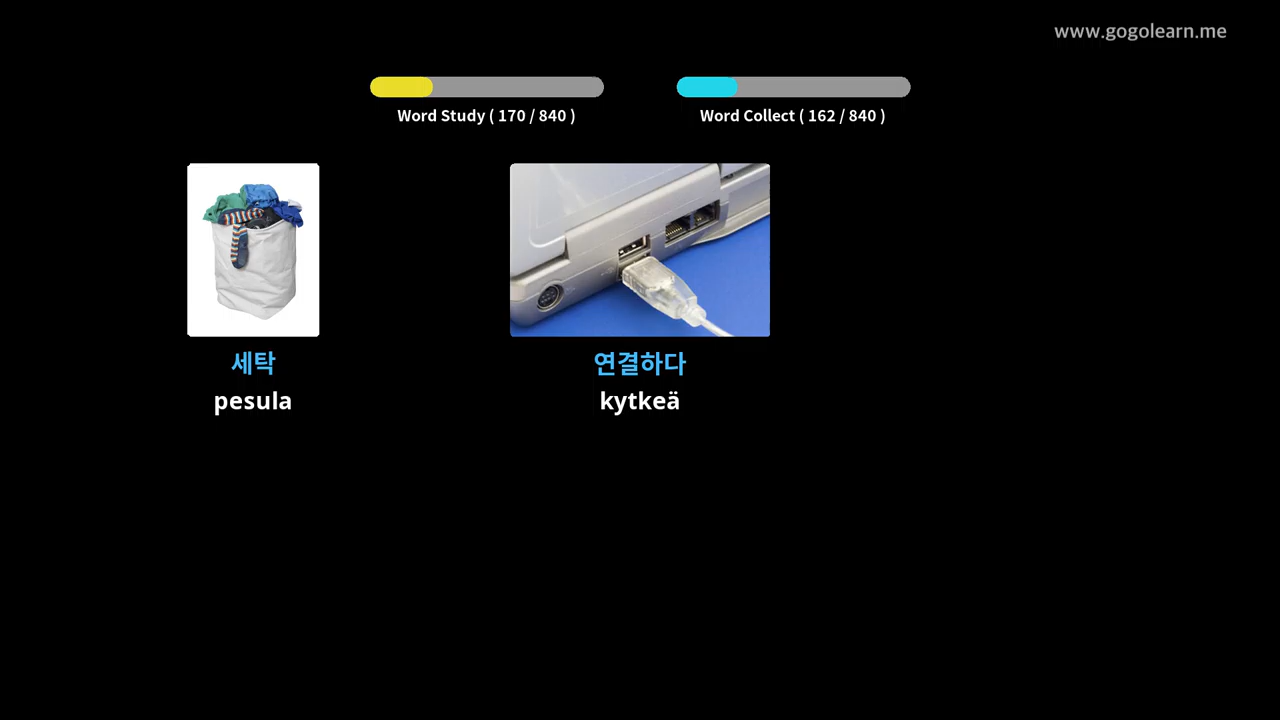 www.gogolearn.me
Word Study ( 170 / 840 )
Word Collect ( 162 / 840 )
세탁
pesula
연결하다
kytkeä